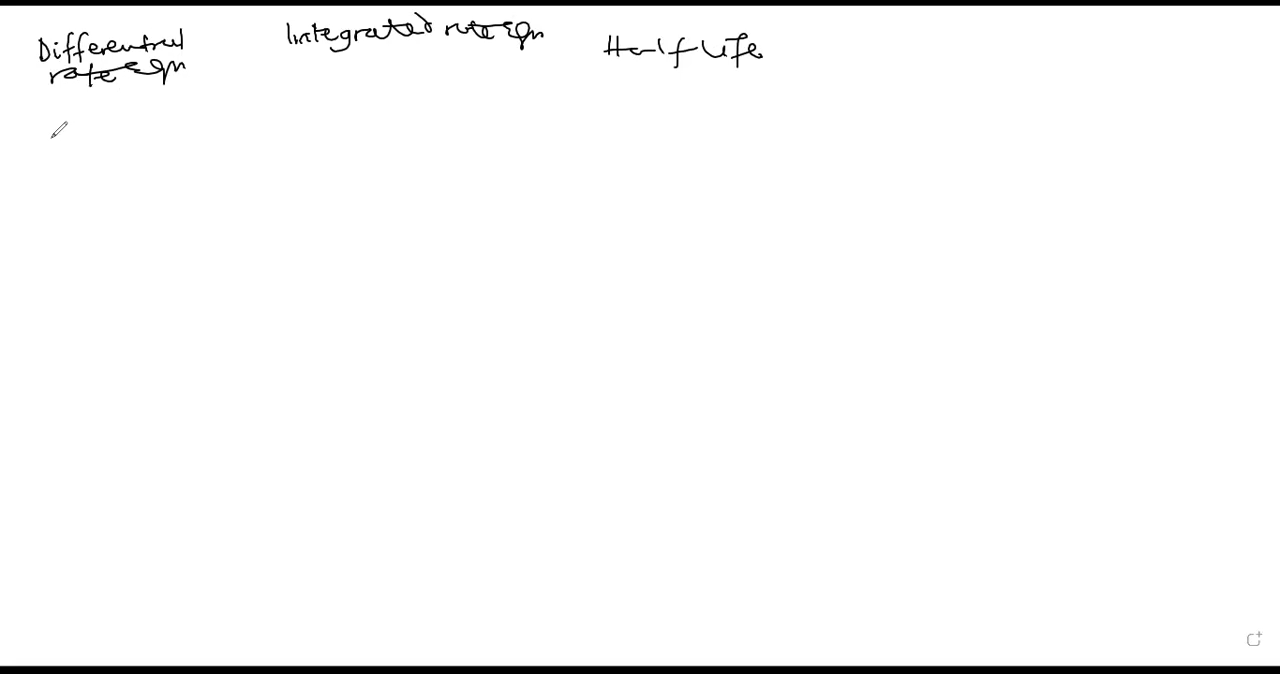 Differential
rate eqn
Integrated rate eqn
Half life